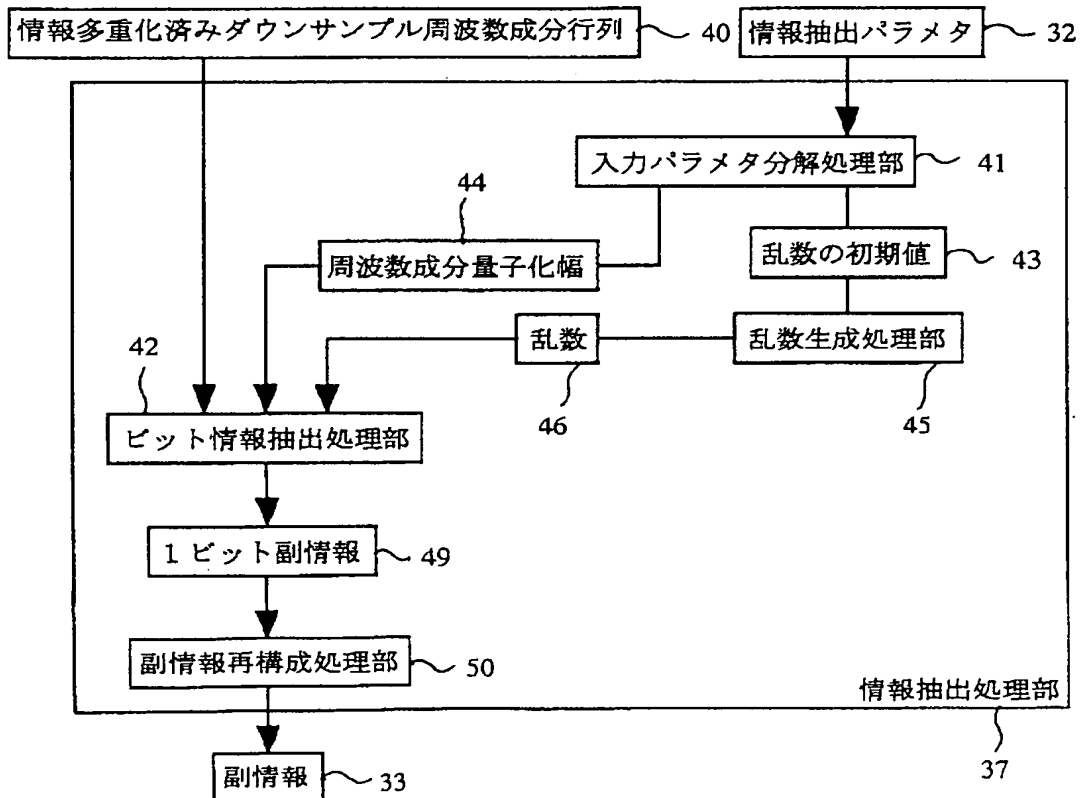 情報多重化済みダウンサンプル周波数成分行列 40 情報抽出パラメタ 32
入力パラメタ分解処理部 41
44
周波数成分量子化幅
乱数の初期値 43
乱数
乱数生成処理部
42
46
45
ビット情報抽出処理部
1ビット副情報 49
副情報再構成処理部 50
情報抽出処理部
副情報 33
37